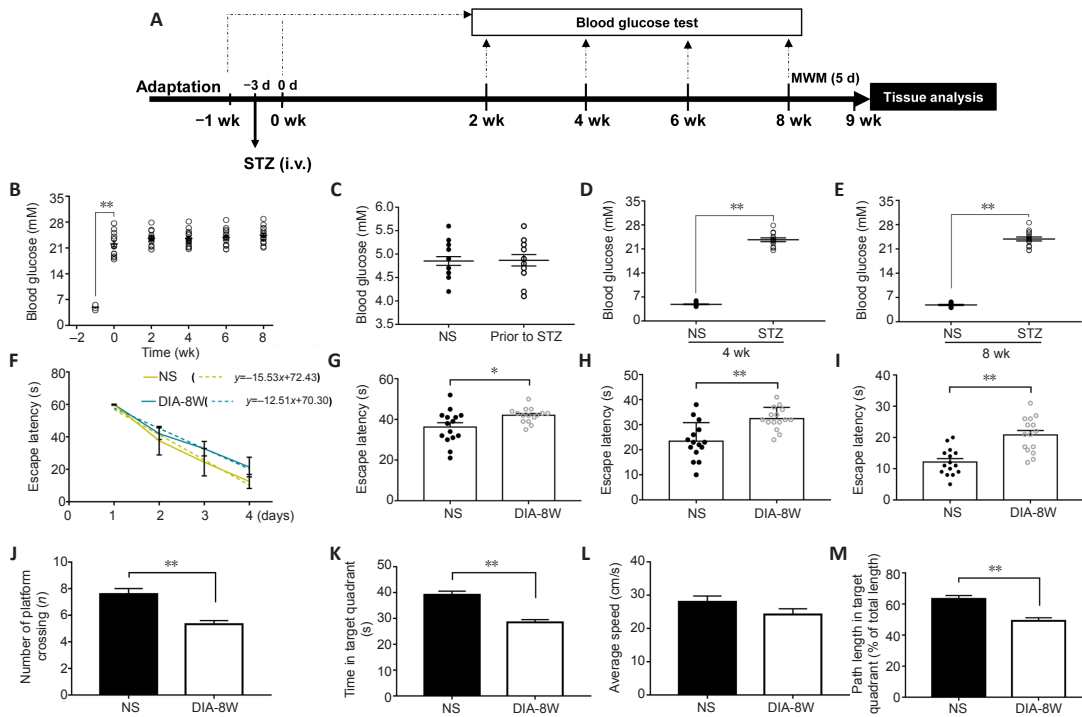 A
Blood glucose test
Adaptation
−3 d
0 d
MWM (5 d)
Tissue analysis
−1 wk
0 wk
2 wk
4 wk
6 wk
8 wk
9 wk
STZ (i.v.)
B
Blood glucose (mM)
35
28
21
14
7
0
**
−2
0
2
4
6
8
Time (wk)
C
Blood glucose (mM)
6.0
5.5
5.0
4.5
4.0
3.5
NS
Prior to STZ
D
Blood glucose (mM)
35
28
21
14
7
0
**
NS
STZ
4 wk
E
Blood glucose (mM)
35
28
21
14
7
0
**
NS
STZ
8 wk
F
Escape latency (s)
80
60
40
20
0
NS ( y=−15.53x+72.43)
DIA-8W( y=−12.51x+70.30)
0
1
2
3
4 (days)
G
Escape latency (s)
60
40
20
0
*
NS
DIA-8W
H
Escape latency (s)
50
40
30
20
10
0
**
NS
DIA-8W
I
Escape latency (s)
40
30
20
10
0
**
NS
DIA-8W
J
Number of platform
crossing (n)
10
8
6
4
2
0
**
NS
DIA-8W
K
Time in target quadrant
(s)
50
40
30
20
10
0
**
NS
DIA-8W
L
Average speed (cm/s)
40
30
20
10
0
NS
DIA-8W
M
Path length in target
quadrant (% of total length)
80
60
40
20
0
**
NS
DIA-8W